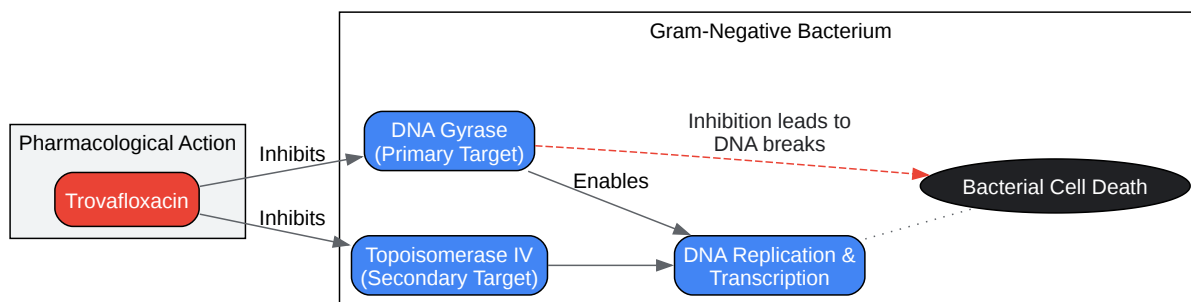 Gram-Negative Bacterium
Pharmacological Action
Trovafloxacin
Inhibits
Inhibits
DNA Gyrase
(Primary Target)
Topoisomerase IV
(Secondary Target)
Enables
Inhibition leads to
DNA breaks
DNA Replication &
Transcription
Bacterial Cell Death